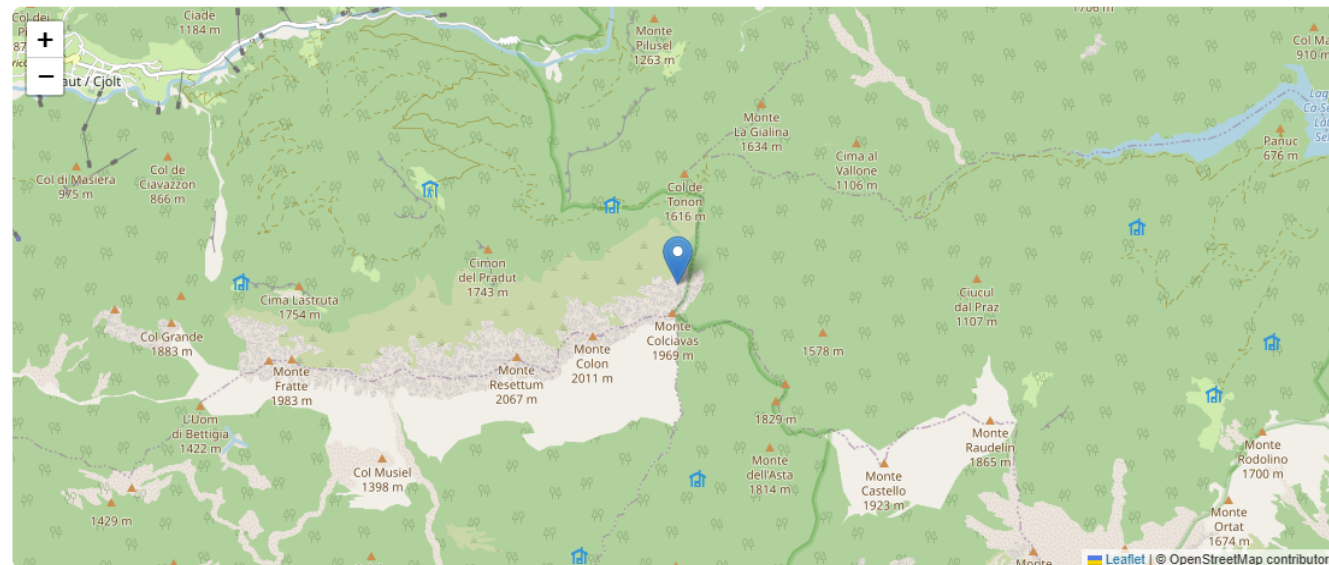 Col dei
Ciade
1184 m
+
−
aut / Cjolt
Monte
Pilusel
1263 m
1706 m
Col Ma
910 m
Monte
La Gialina
1634 m
Cima al
Vallone
1106 m
Panuc
676 m
Col di Masiera
975 m
Col de
Ciavazzon
866 m
Col de
Tonon
1616 m
Cimon
del Pradut
1743 m
Cima Lastruta
1754 m
Ciucul
dal Praz
1107 m
Col Grande
1883 m
Monte
Colciavas
1969 m
Monte
Colon
2011 m
1578 m
Monte
Fratte
1983 m
Monte
Resettum
2067 m
L'Uom
di Bettigia
1422 m
1829 m
Monte
Raudelin
1865 m
Monte
Rodolino
1700 m
Col Musiel
1398 m
Monte
dell'Asta
1814 m
Monte
Castello
1923 m
1429 m
Monte
Ortat
1674 m
Monte
Leaflet | © OpenStreetMap contributor